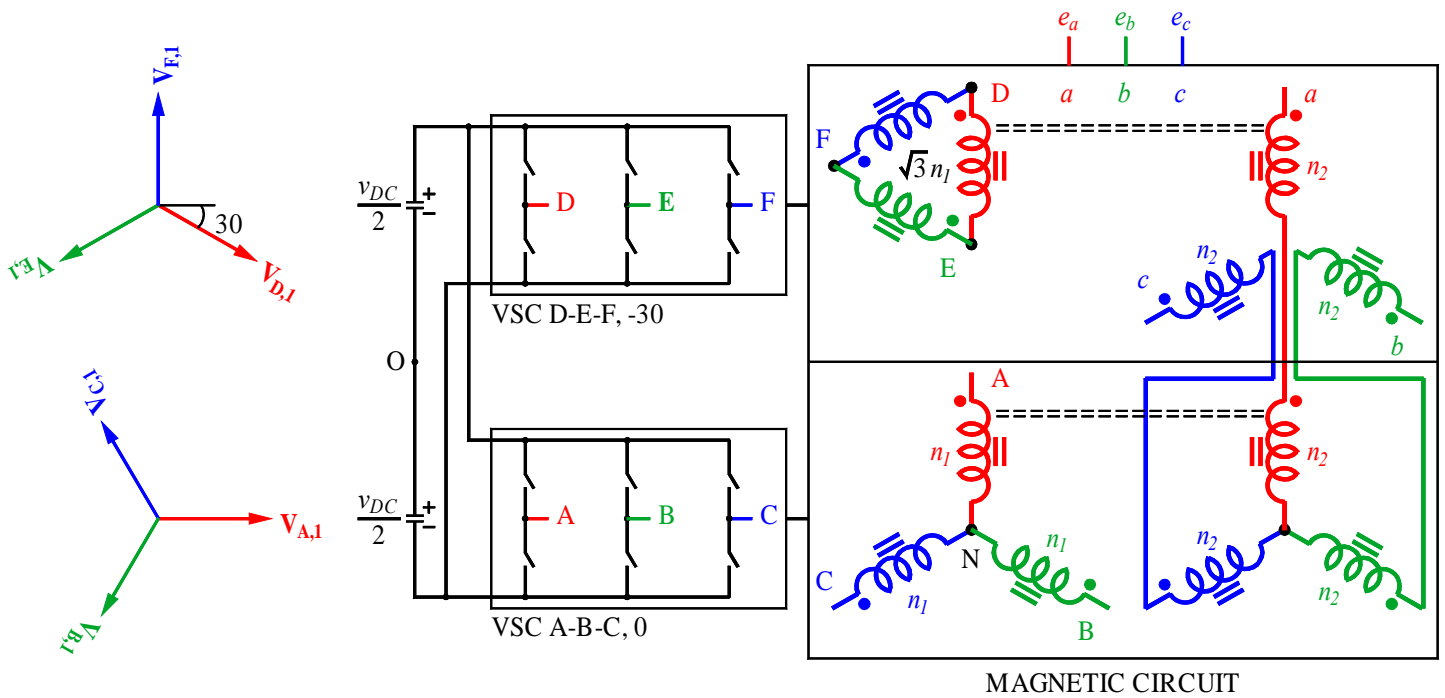 e_a e_b e_c
V_F,1
D a b c a
F
√3 n_1
n_2
v_DC
2
+
−
D E F
30
V_E,1
V_D,1
E
c n_2
n_2
b
VSC D-E-F, -30
O
A
V_C,1
n_1
n_2
v_DC
2
+
−
A B C
V_A,1
N n_1
n_2
C n_1
n_2
B
V_B,1
VSC A-B-C, 0
MAGNETIC CIRCUIT